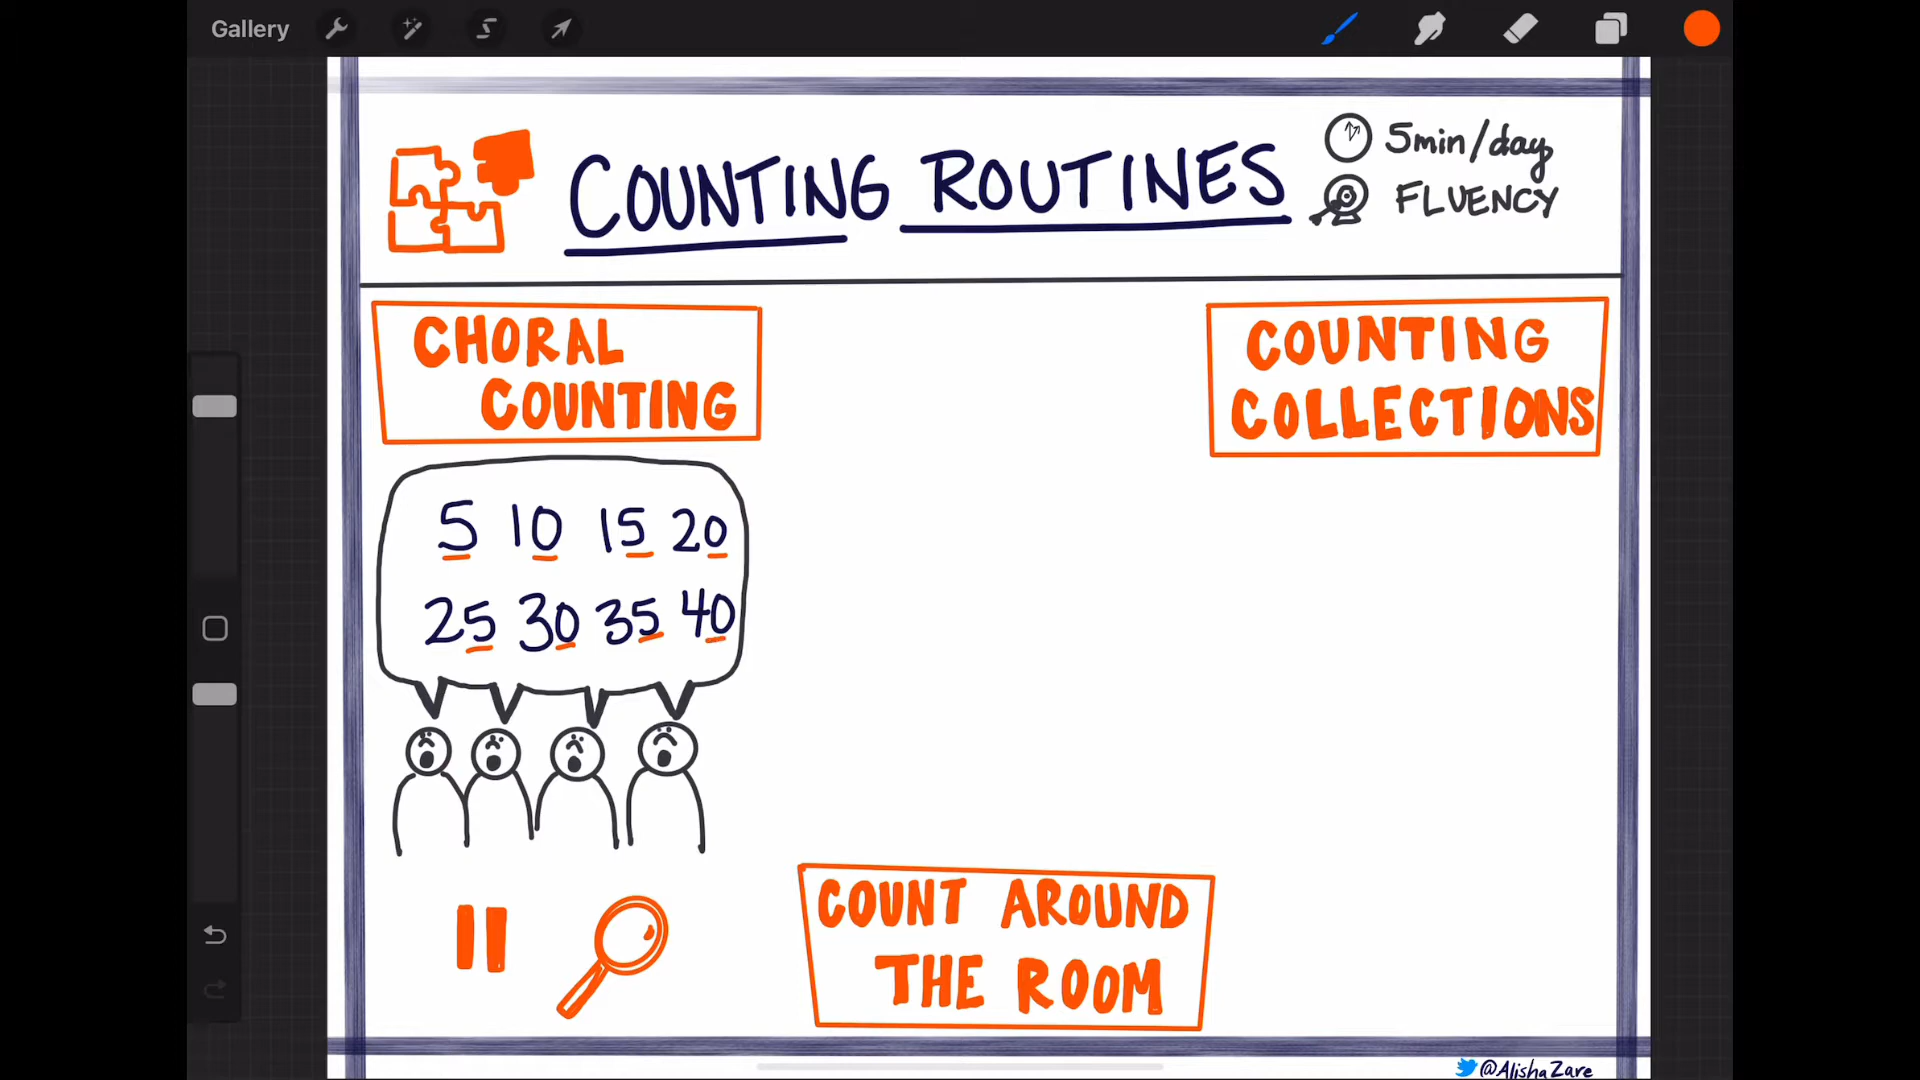 Gallery
COUNTING ROUTINES
5min/day
FLUENCY
CHORAL
COUNTING
COUNTING
COLLECTIONS
5 10 15 20
25 30 35 40
COUNT AROUND
THE ROOM
@AlishaZare